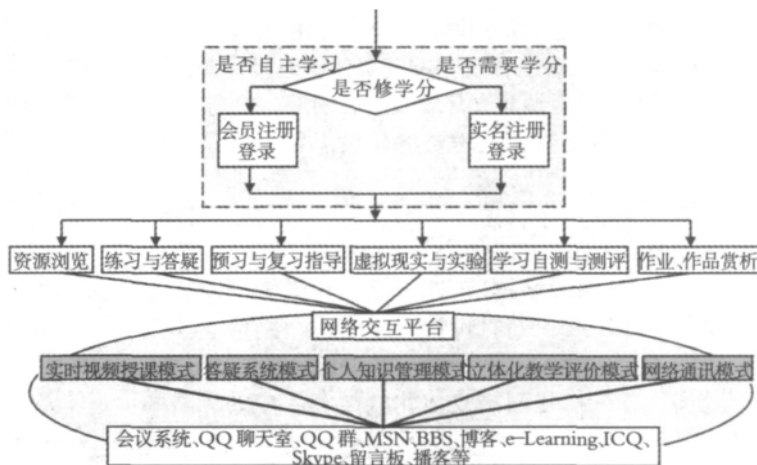 是否自主学习
是否需要学分
是否修学分
会员注册
登录
实名注册
登录
资源浏览
练习与答疑
预习与复习指导
虚拟现实与实验
学习自测与测评
作业、作品赏析
网络交互平台
实时视频授课模式
答疑系统模式
个人知识管理模式
立体化教学评价模式
网络通讯模式
会议系统、QQ聊天室、QQ群、MSN、BBS、博客、e-Learning、ICQ、
Skype、留言板、播客等